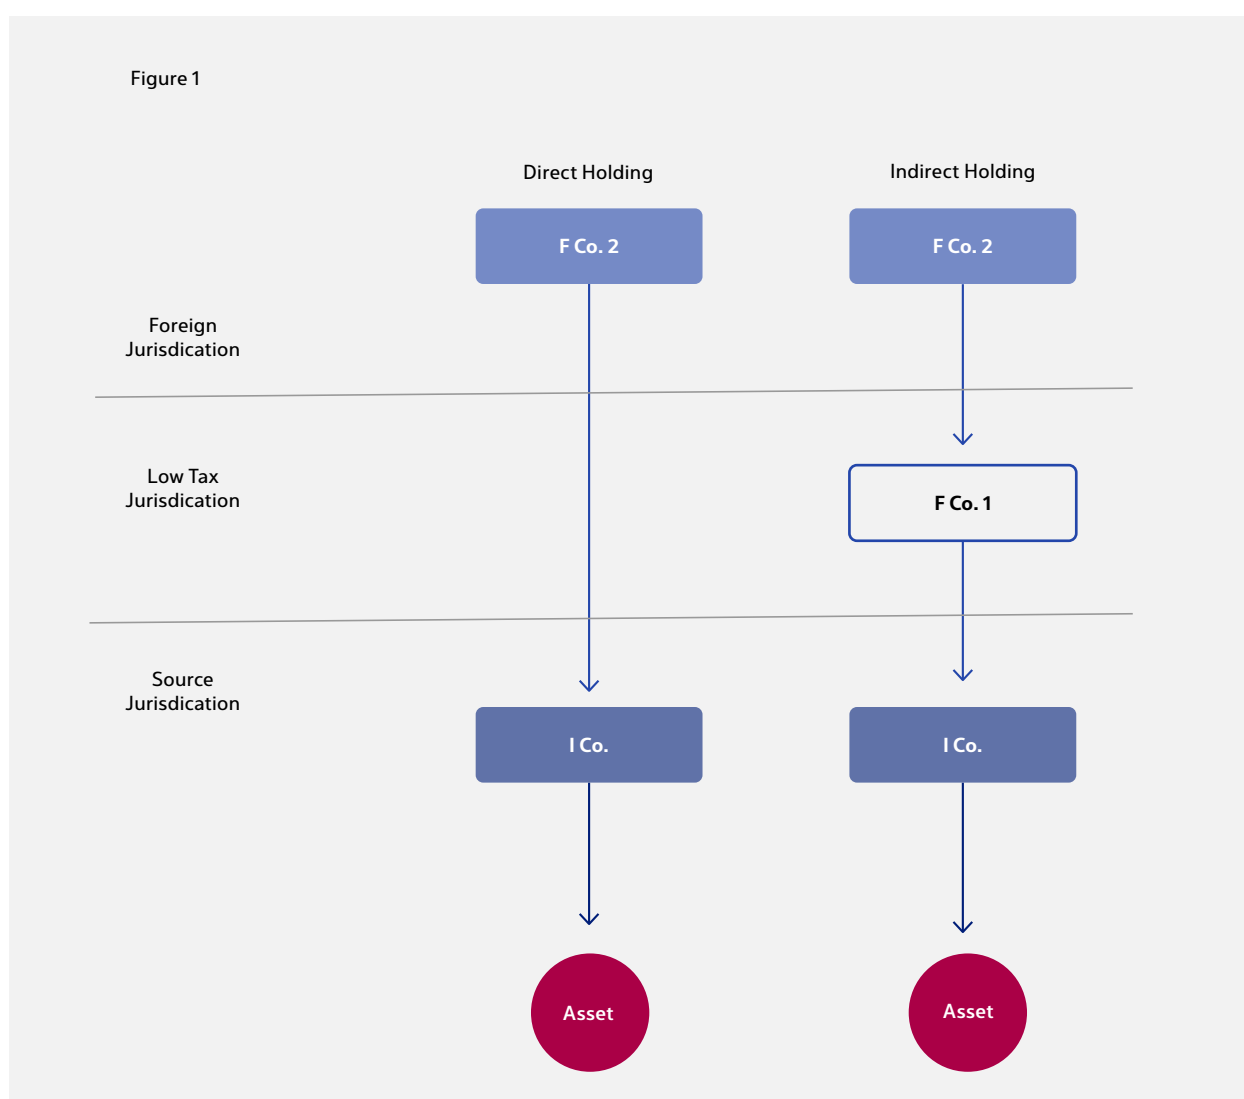 Figure 1
Direct Holding
Indirect Holding
F Co. 2
F Co. 2
Foreign
Jurisdication
Low Tax
Jurisdication
F Co. 1
Source
Jurisdication
I Co.
I Co.
Asset
Asset